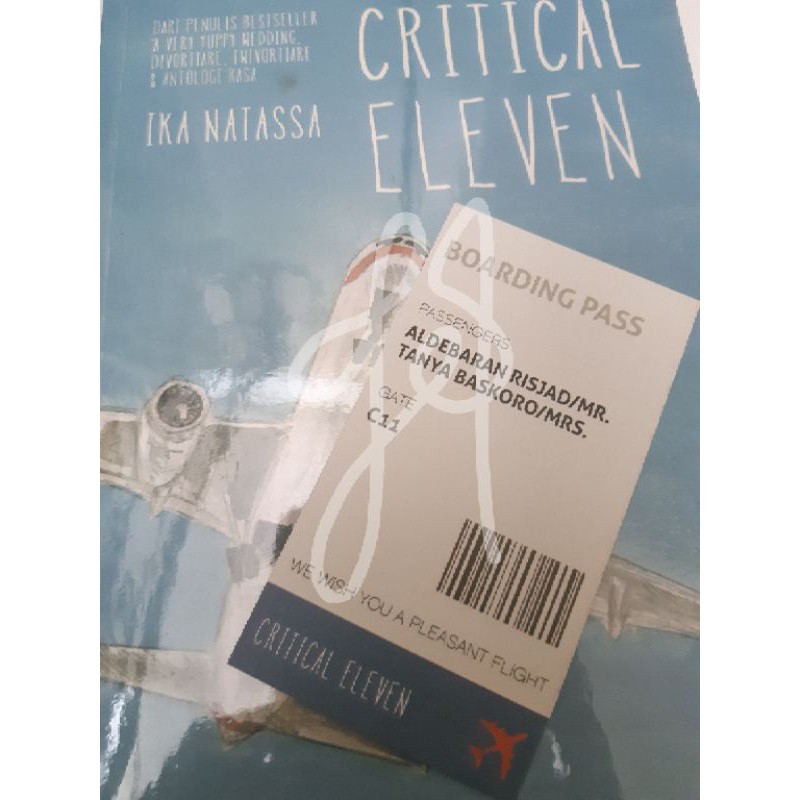 DARI PENULIS BESTSELLER
A VERY YUPPY WEDDING,
DIVORTIARE, TWIVORTIARE
& ANTOLOGI RASA
IKA NATASSA
CRITICAL
ELEVEN
BOARDING PASS
PASSENGERS
ALDEBARAN RISJAD/MR.
TANYA BASKORO/MRS.
GATE
C11
WE WISH YOU A PLEASANT FLIGHT
CRITICAL ELEVEN